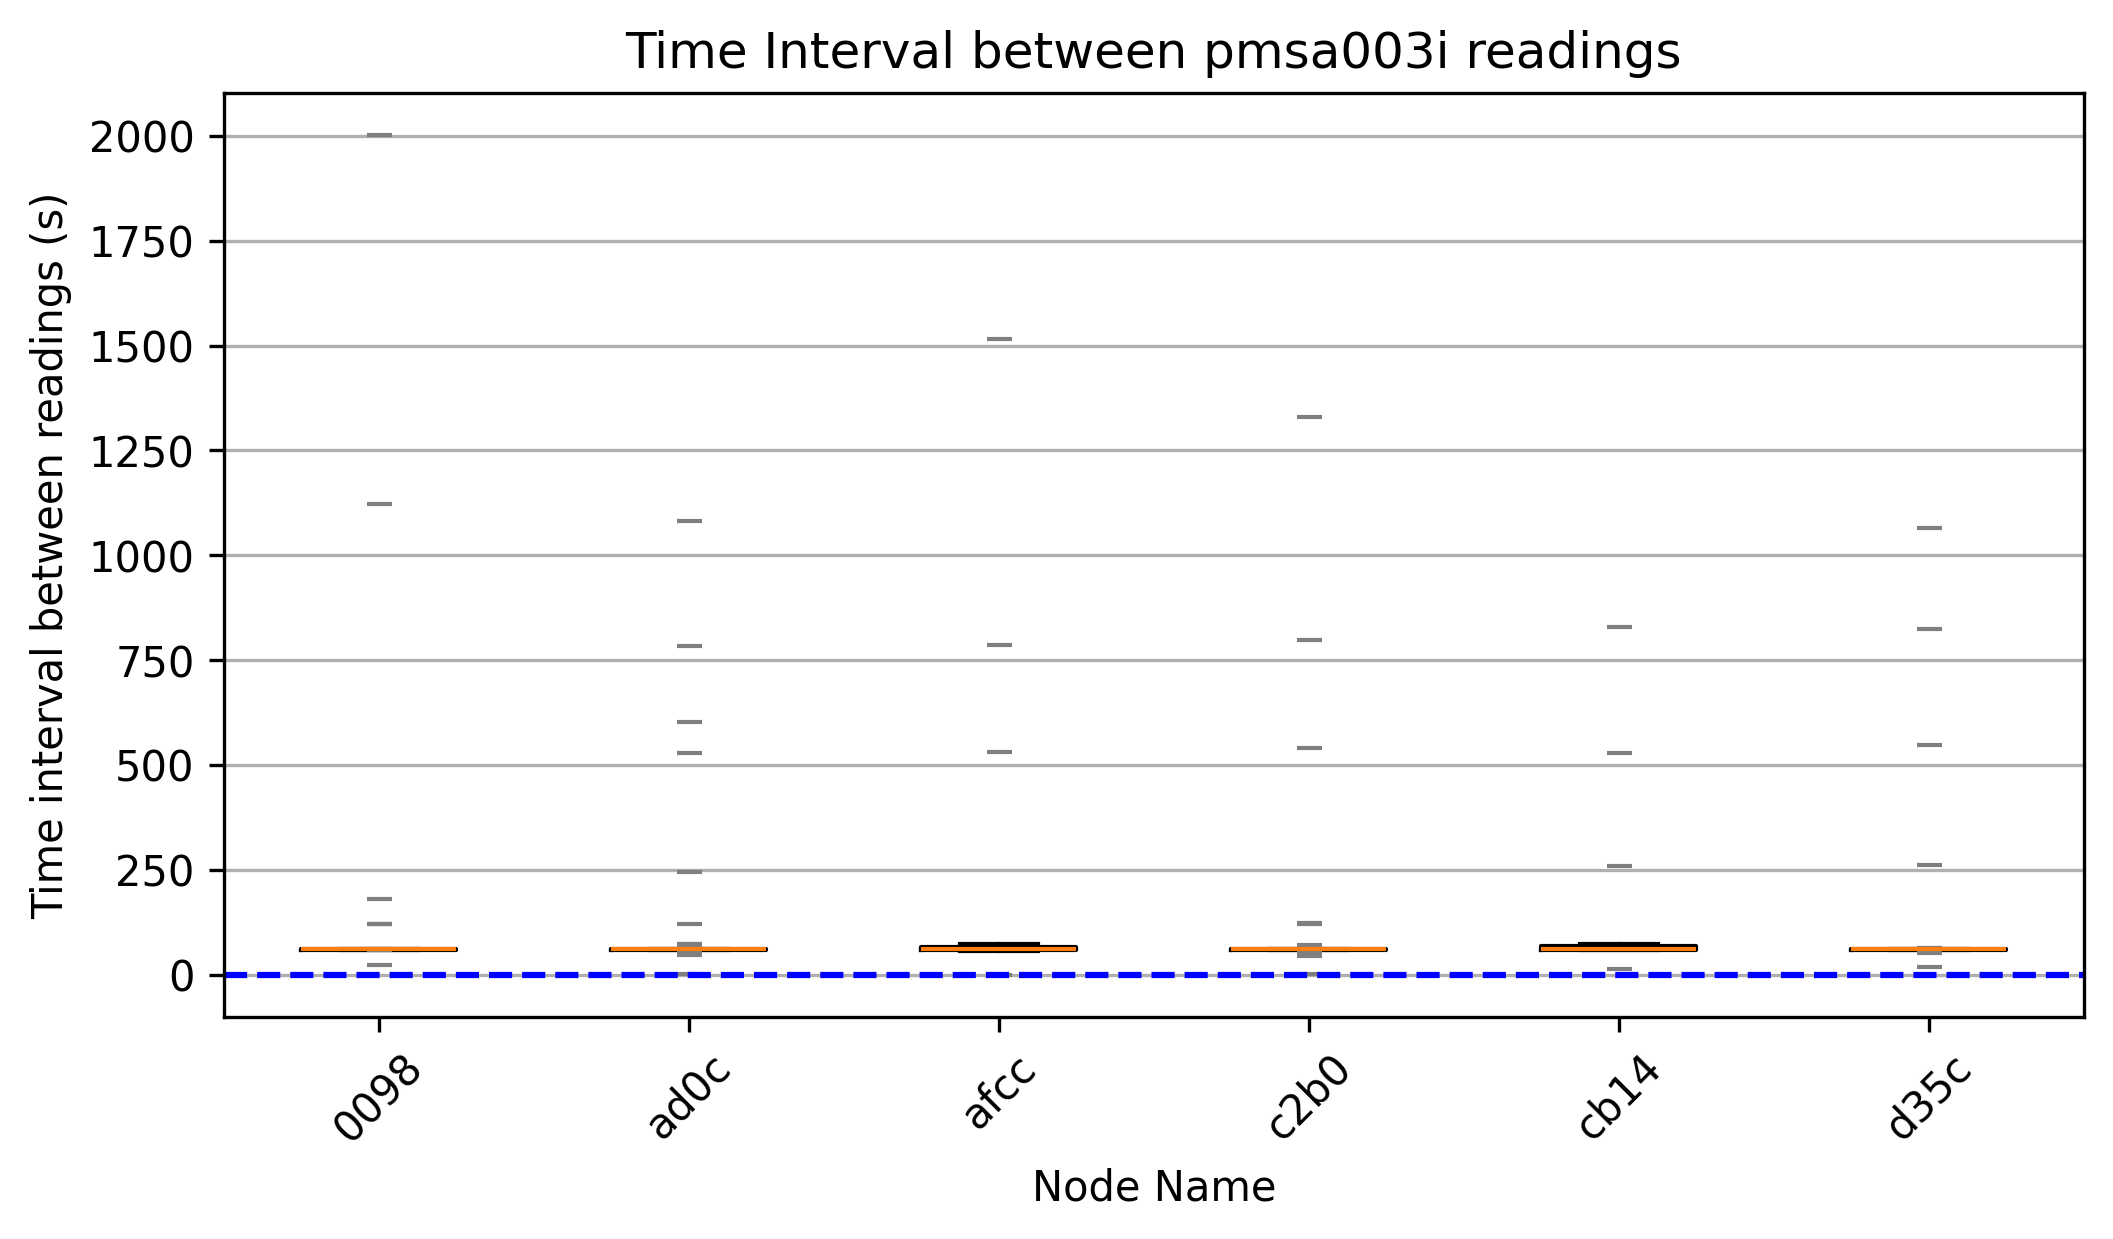 Time Interval between pmsa003i readings
Time interval between readings (s)
2000
1750
1500
1250
1000
750
500
250
0
0098
ad0c
afcc
c2b0
cb14
d35c
Node Name